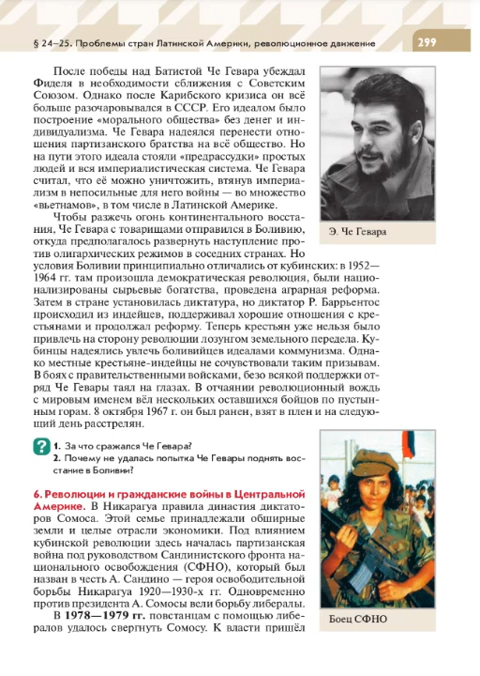 § 24–25. Проблемы стран Латинской Америки, революционное движение
299
После победы над Батистой Че Гевара убеждал
Фиделя в необходимости сближения с Советским
Союзом. Однако после Карибского кризиса он всё
больше разочаровывался в СССР. Его идеалом было
построение «морального общества» без денег и ин-
дивидуализма. Че Гевара надеялся перенести отно-
шения партизанского братства на всё общество. Но
на пути этого идеала стояли «предрассудки» простых
людей и вся империалистическая система. Че Гевара
считал, что её можно уничтожить, втянув империа-
лизм в непосильные для него войны — во множество
«вьетнамов», в том числе в Латинской Америке.
Чтобы разжечь огонь континентального восста-
ния, Че Гевара с товарищами отправился в Боливию,
откуда предполагалось развернуть наступление про-
тив олигархических режимов в соседних странах. Но
условия Боливии принципиально отличались от кубинских: в 1952—
1964 гг. там произошла демократическая революция, были нацио-
нализированы сырьевые богатства, проведена аграрная реформа.
Затем в стране установилась диктатура, но диктатор Р. Баррьентос
происходил из индейцев, поддерживал хорошие отношения с кре-
стьянами и продолжал реформу. Теперь крестьян уже нельзя было
привлечь на сторону революции лозунгом земельного передела. Ку-
бинцы надеялись увлечь боливийцев идеалами коммунизма. Одна-
ко местные крестьяне-индейцы не сочувствовали таким призывам.
В боях с правительственными войсками, безо всякой поддержки от-
ряд Че Гевары таял на глазах. В отчаянии революционный вождь
с мировым именем вёл нескольких оставшихся бойцов по пустын-
ным горам. 8 октября 1967 г. он был ранен, взят в плен и на следую-
щий день расстрелян.
Э. Че Гевара
?
1. За что сражался Че Гевара?
2. Почему не удалась попытка Че Гевары поднять вос-
стание в Боливии?
6. Революции и гражданские войны в Центральной
Америке. В Никарагуа правила династия диктато-
ров Сомоса. Этой семье принадлежали обширные
земли и целые отрасли экономики. Под влиянием
кубинской революции здесь началась партизанская
война под руководством Сандинистского фронта на-
ционального освобождения (СФНО), который был
назван в честь А. Сандино — героя освободительной
борьбы Никарагуа 1920—1930-х гг. Одновременно
против президента А. Сомосы вели борьбу либералы.
В 1978—1979 гг. повстанцам с помощью либе-
ралов удалось свергнуть Сомосу. К власти пришёл
Боец СФНО